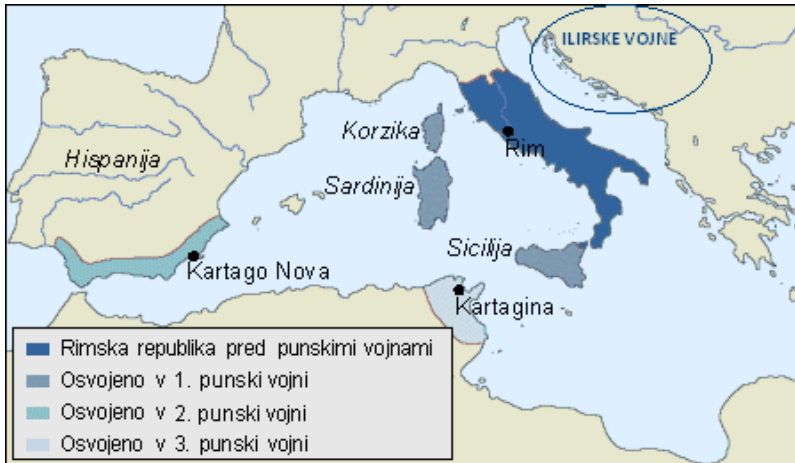 ILIRSKE VOJNE
Korzika
Rim
Hispanija
Sardinija
Sicilija
Kartago Nova
Kartagina
Rimska republika pred punskimi vojnami
Osvojeno v 1. punski vojni
Osvojeno v 2. punski vojni
Osvojeno v 3. punski vojni